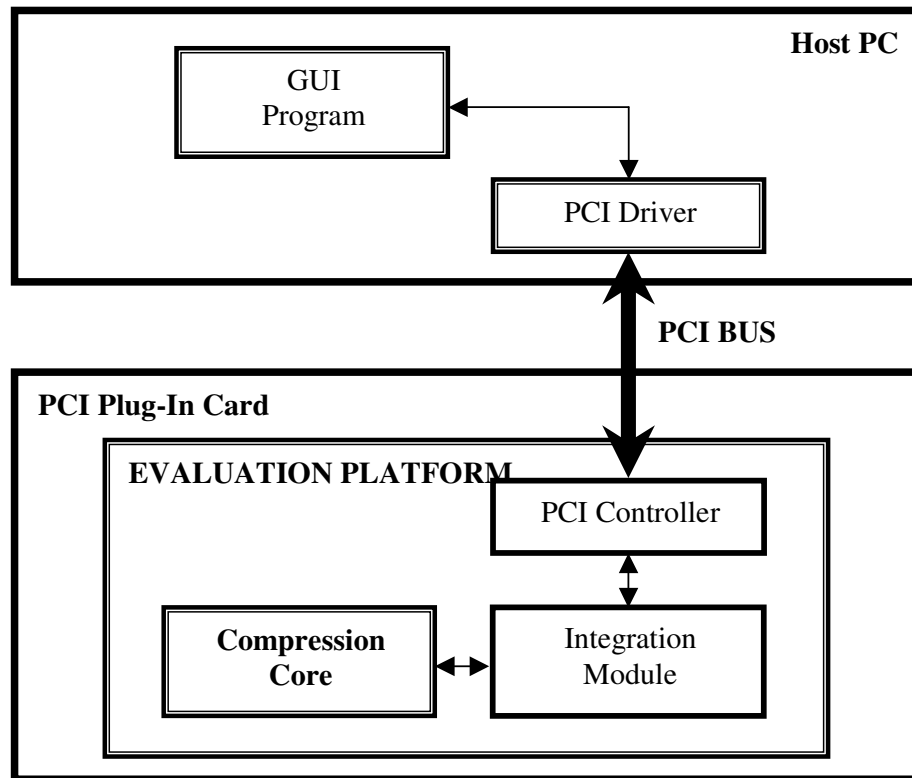 Host PC
GUI
Program
PCI Driver
PCI BUS
PCI Plug-In Card
EVALUATION PLATFORM
PCI Controller
Compression
Core
Integration
Module